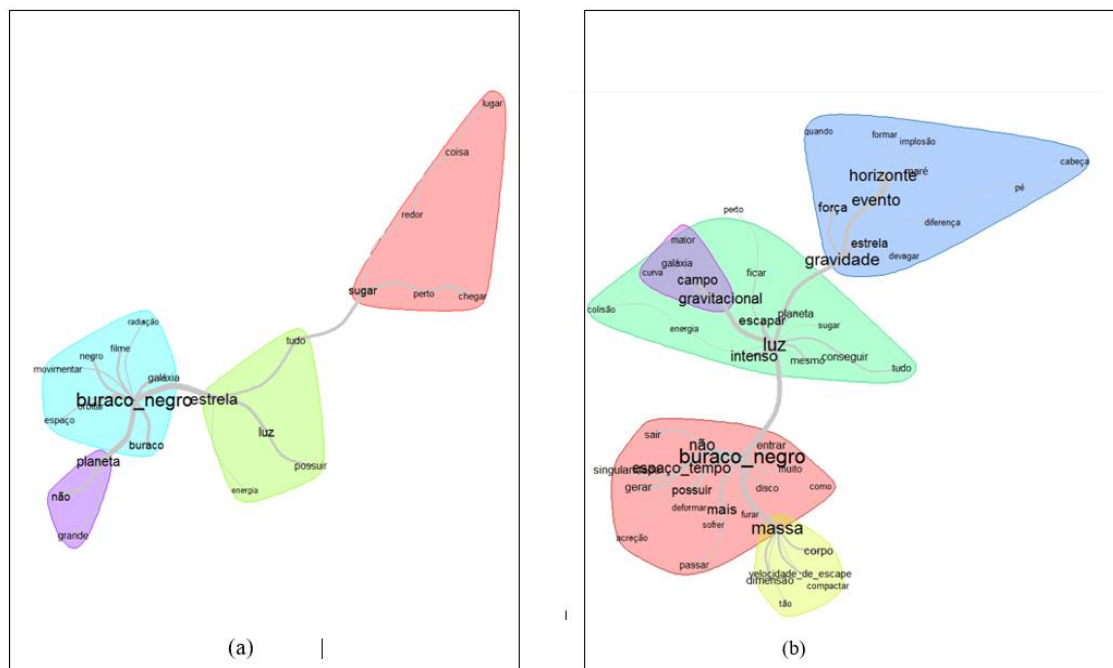 lugar
coisa
redor
sugar
perto
chegar
tudo
radiação
filme
negro
movimentar
galáxia
buraco_negro
estrela
orbitar
espaço
luz
buraco
planeta
possuir
energia
não
grande
(a)
quando
formar
implosão
cabeça
maré
horizonte
pé
evento
força
diferença
estrela
devagar
gravidade
perto
maior
galáxia
curva
campo
ficar
gravitacional
colisão
planeta
escapar
sugar
energia
luz
intenso
mesmo
conseguir
tudo
sair
não
entrar
buraco_negro
singularidade
espaço_tempo
muito
gerar
possuir
disco
como
deformar
mais
furar
sofrer
massa
acreção
corpo
passar
velocidade_de_escape
dimensão
compactar
tão
(b)